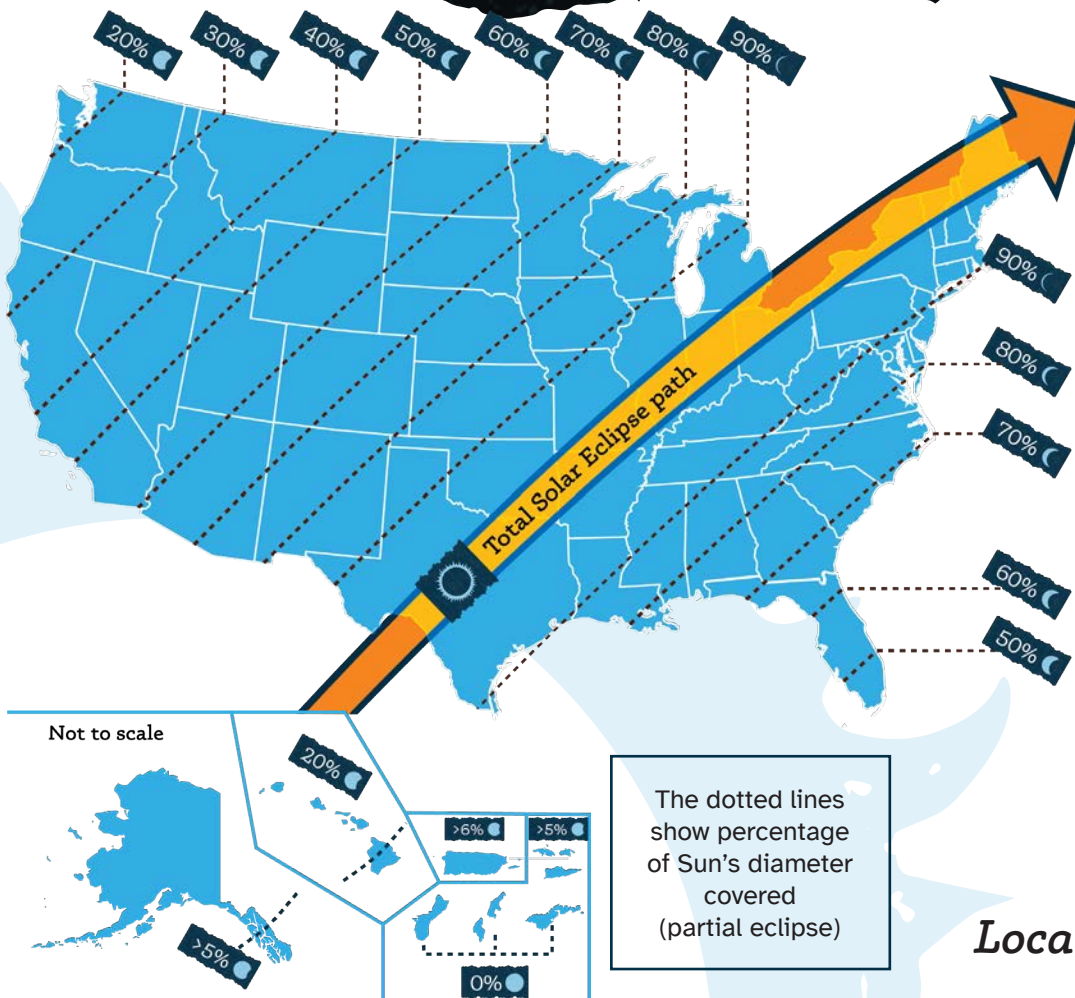 20%
30%
40%
50%
60%
70%
80%
90%
90%
80%
70%
60%
50%
Total Solar Eclipse path
Not to scale
20%
>6%
>5%
>5%
0%
The dotted lines
show percentage
of Sun's diameter
covered
(partial eclipse)
Loca